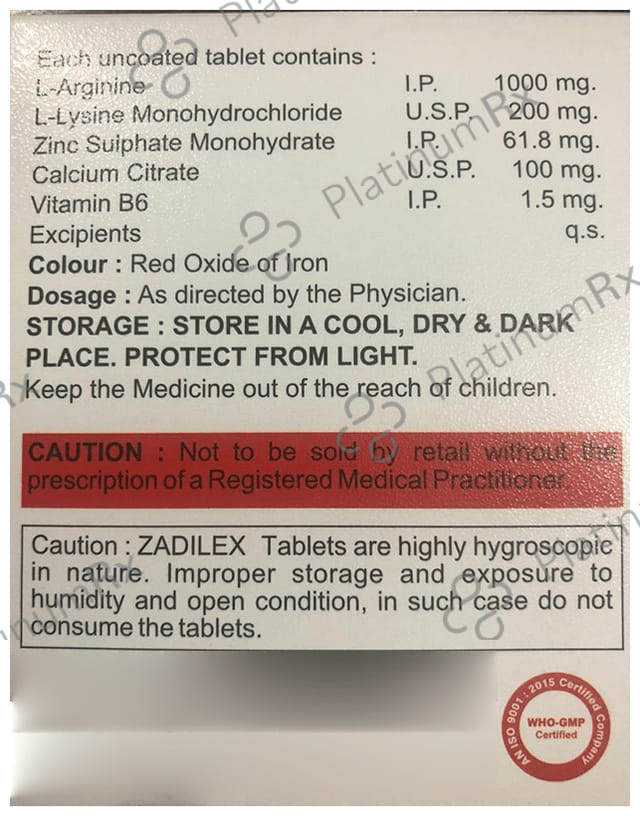 Each uncoated tablet contains :
L-Arginine I.P. 1000 mg.
L-Lysine Monohydrochloride U.S.P. 200 mg.
Zinc Sulphate Monohydrate I.P. 61.8 mg.
Calcium Citrate U.S.P. 100 mg.
Vitamin B6 I.P. 1.5 mg.
Excipients q.s.
Colour : Red Oxide of Iron
Dosage : As directed by the Physician.
STORAGE : STORE IN A COOL, DRY & DARK
PLACE. PROTECT FROM LIGHT.
Keep the Medicine out of the reach of children.
CAUTION : Not to be sold by retail without the
prescription of a Registered Medical Practitioner
Caution : ZADILEX Tablets are highly hygroscopic
in nature. Improper storage and exposure to
humidity and open condition, in such case do not
consume the tablets.
AN ISO 9001 : 2015 Certified Company
WHO-GMP
Certified
PlatinumRx
PlatinumRx